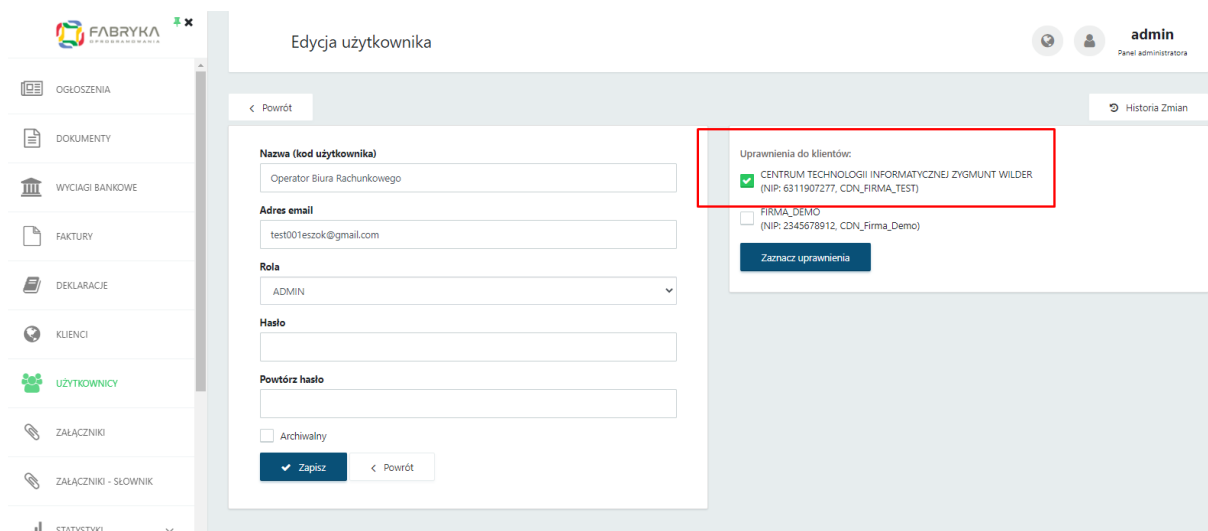 FABRYKA
OPROGRAMOWANIA
OGŁOSZENIA
DOKUMENTY
WYCIAGI BANKOWE
FAKTURY
DEKLARACJE
KLIENCI
UŻYTKOWNICY
ZAŁĄCZNIKI
ZAŁĄCZNIKI - SŁOWNIK
STATYSTYKI
Edycja użytkownika
admin
Panel administratora
Powrót
Historia Zmian
Nazwa (kod użytkownika)
Operator Biura Rachunkowego
Adres email
test001eszok@gmail.com
Rola
ADMIN
Hasło
Powtórz hasło
Archiwalny
Zapisz
Powrót
Uprawnienia do klientów:
CENTRUM TECHNOLOGII INFORMATYCZNEJ ZYGMUNT WILDER
(NIP: 6311907277, CDN_FIRMA_TEST)
FIRMA_DEMO
(NIP: 2345678912, CDN_Firma_Demo)
Zaznacz uprawnienia